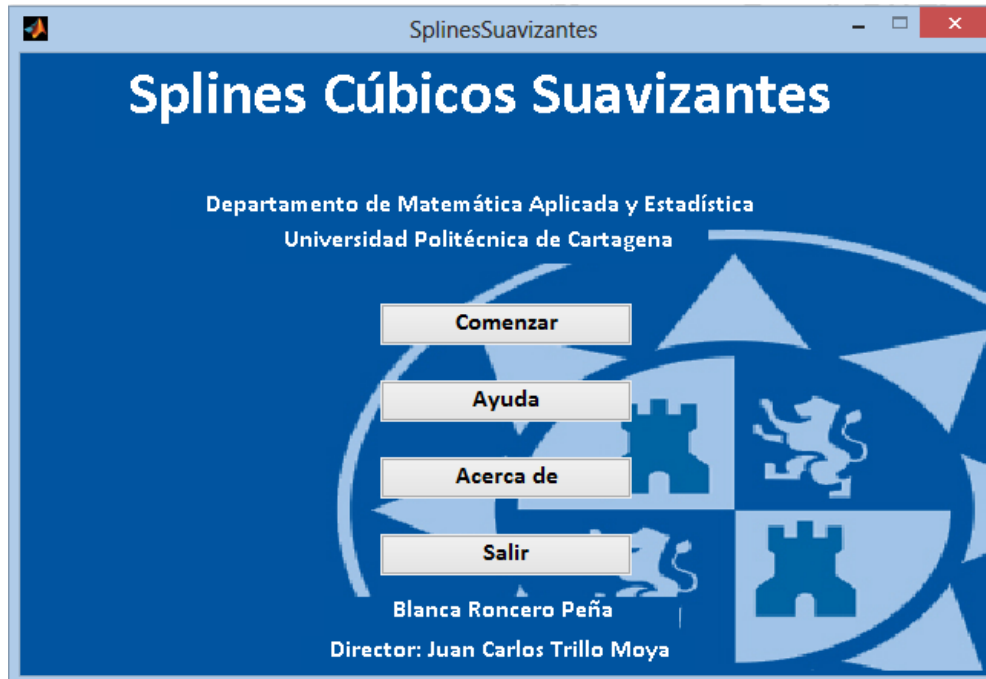 SplinesSuavizantes
Splines Cúbicos Suavizantes
Departamento de Matemática Aplicada y Estadística
Universidad Politécnica de Cartagena
Comenzar
Ayuda
Acerca de
Salir
Blanca Roncero Peña
Director: Juan Carlos Trillo Moya